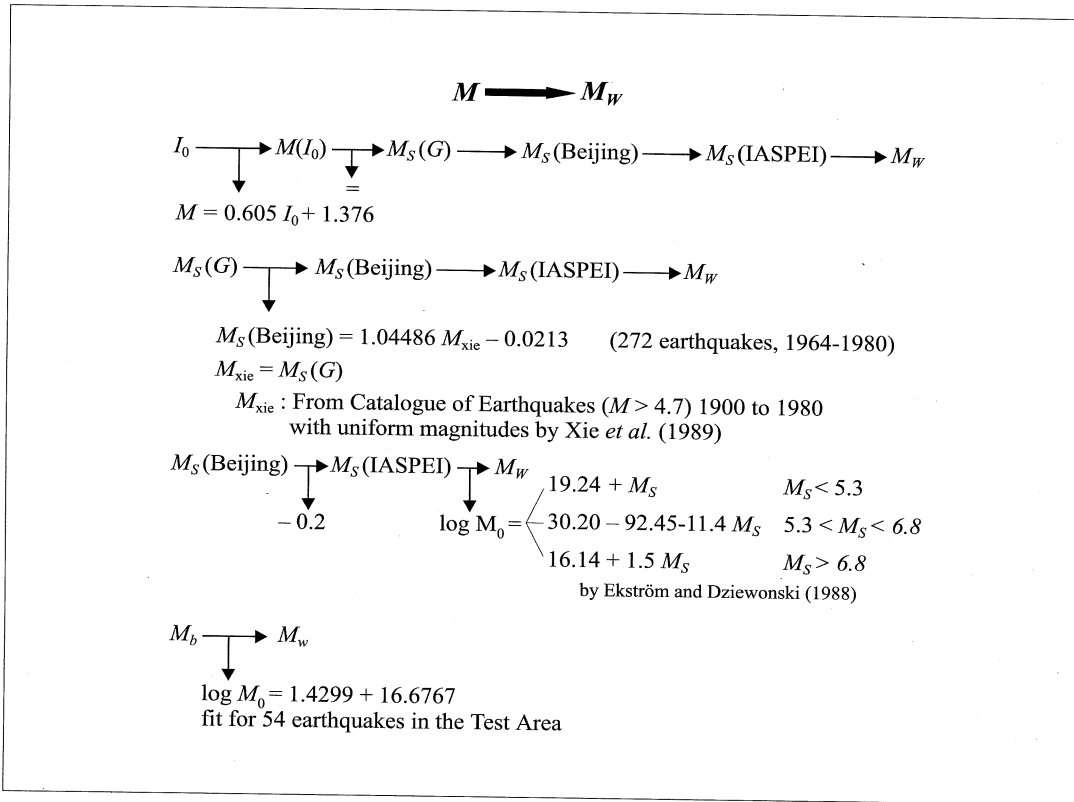 M → M_W
I_0 → M(I_0) → M_S(G) → M_S(Beijing) → M_S(IASPEI) → M_W
=
M = 0.605 I_0 + 1.376
M_S(G) → M_S(Beijing) → M_S(IASPEI) → M_W
M_S(Beijing) = 1.04486 M_xie – 0.0213 (272 earthquakes, 1964-1980)
M_xie = M_S(G)
M_xie : From Catalogue of Earthquakes (M > 4.7) 1900 to 1980
with uniform magnitudes by Xie et al. (1989)
M_S(Beijing) → M_S(IASPEI) → M_W
19.24 + M_S M_S < 5.3
– 0.2 log M_0 = 30.20 – 92.45-11.4 M_S 5.3 < M_S < 6.8
16.14 + 1.5 M_S M_S > 6.8
by Ekström and Dziewonski (1988)
M_b → M_w
log M_0 = 1.4299 + 16.6767
fit for 54 earthquakes in the Test Area